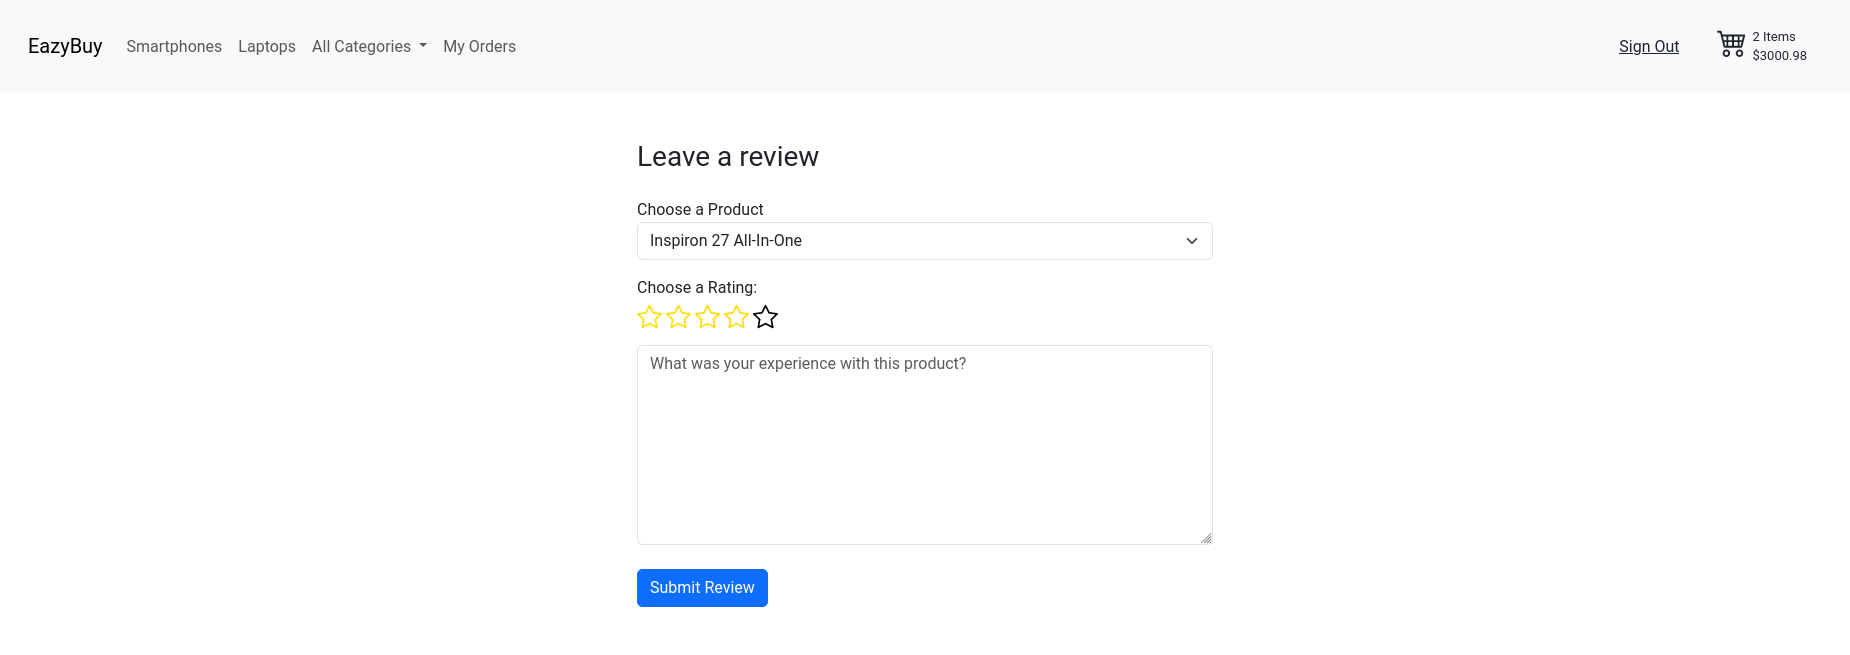 EazyBuy Smartphones Laptops All Categories My Orders Sign Out 2 Items
$3000.98
Leave a review
Choose a Product
Inspiron 27 All-In-One
Choose a Rating:
What was your experience with this product?
Submit Review